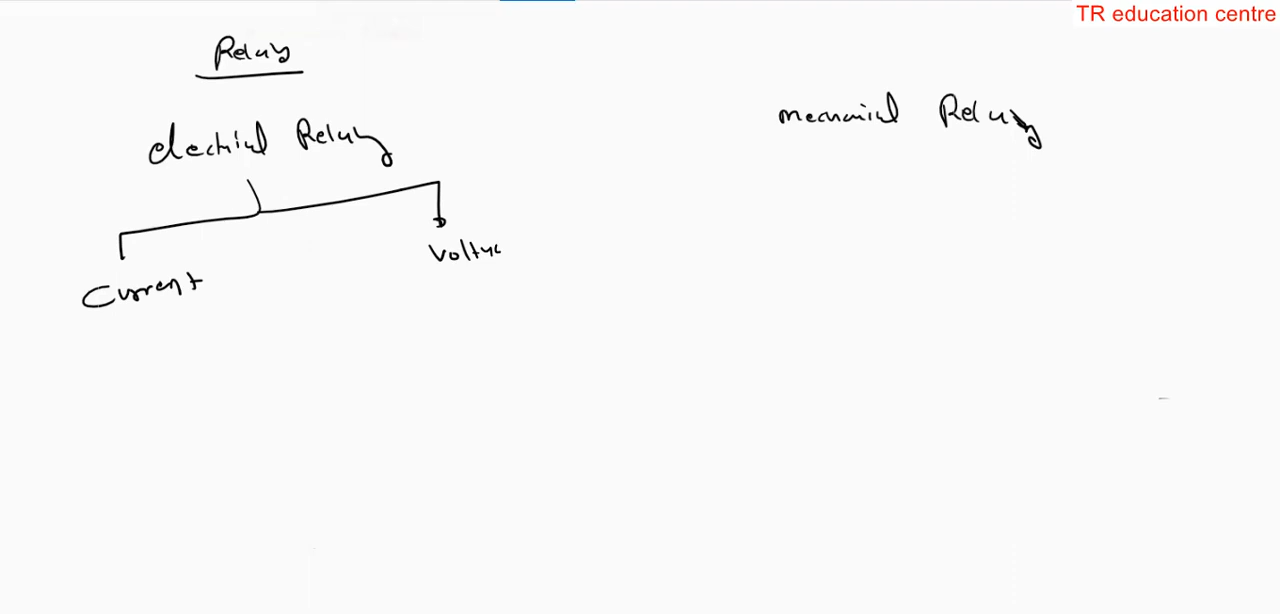 TR education centre
Relay
electrical Relay
mechanical Relay
Current
Voltage